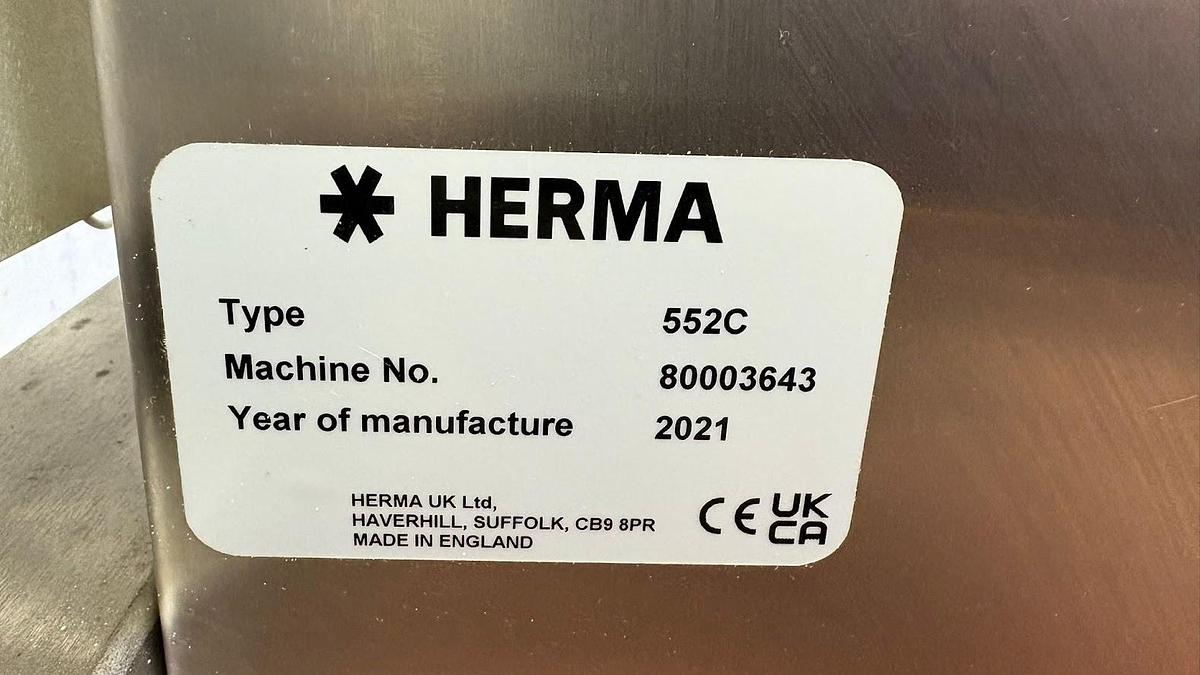 HERMA
Type 552C
Machine No. 80003643
Year of manufacture 2021
HERMA UK Ltd,
HAVERHILL, SUFFOLK, CB9 8PR
MADE IN ENGLAND
CE UK
CA